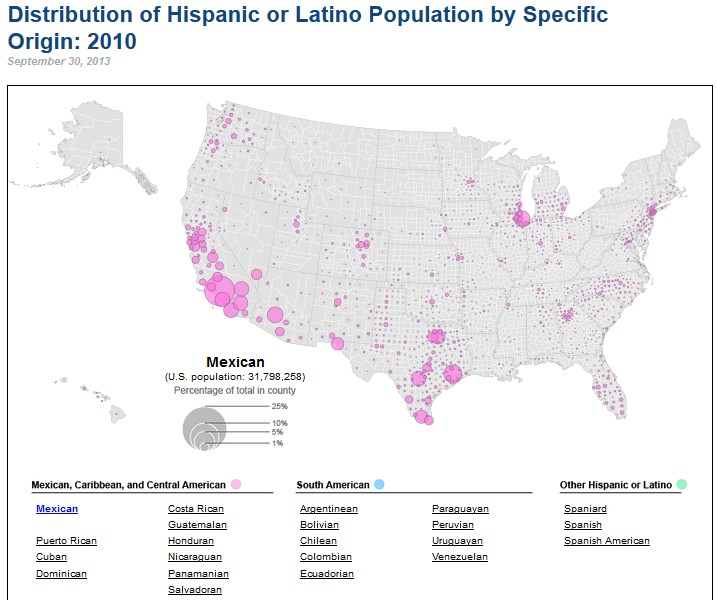 Distribution of Hispanic or Latino Population by Specific
Origin: 2010
September 30, 2013
Mexican
(U.S. population: 31,798,258)
Percentage of total in county
25%
10%
5%
1%
Mexican, Caribbean, and Central American
Mexican
Puerto Rican
Cuban
Dominican
Costa Rican
Guatemalan
Honduran
Nicaraguan
Panamanian
Salvadoran
South American
Argentinean
Bolivian
Chilean
Colombian
Ecuadorian
Paraguayan
Peruvian
Uruguayan
Venezuelan
Other Hispanic or Latino
Spaniard
Spanish
Spanish American